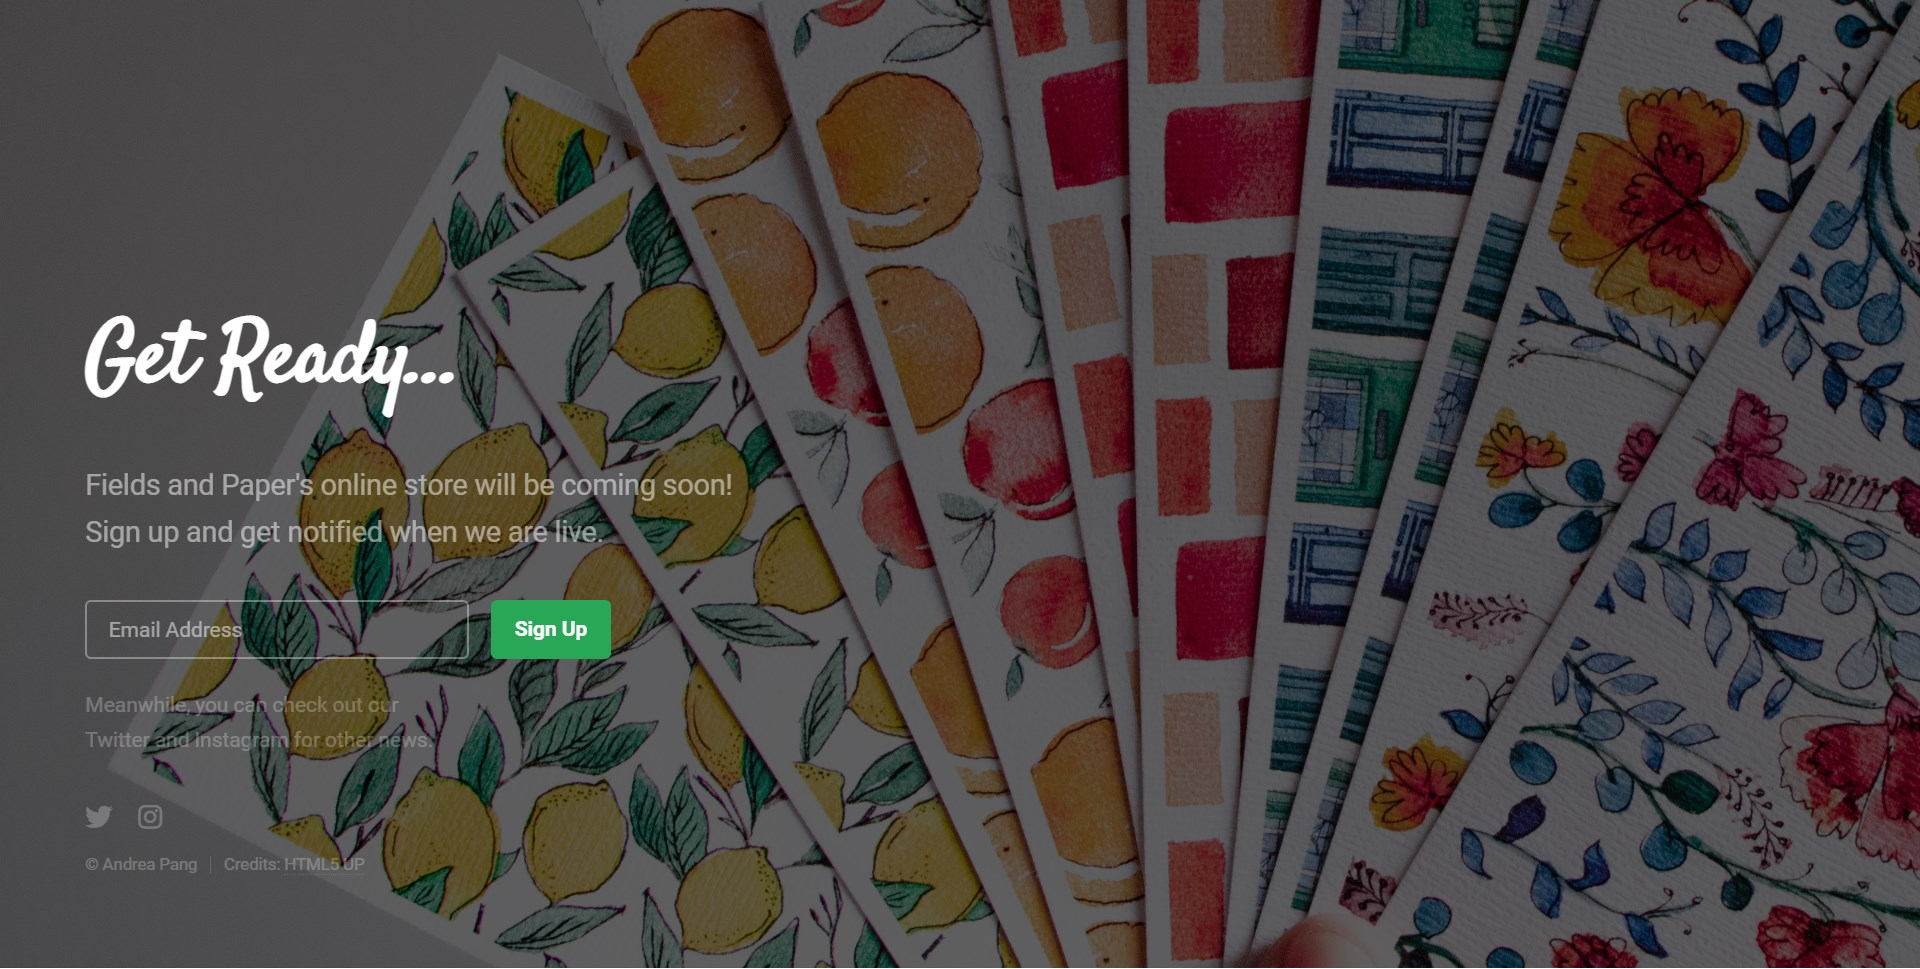 Get Ready...
Fields and Paper's online store will be coming soon!
Sign up and get notified when we are live.
Email Address
Sign Up
Meanwhile, you can check out our
Twitter and Instagram for other news.
© Andrea Pang | Credits: HTML5 UP